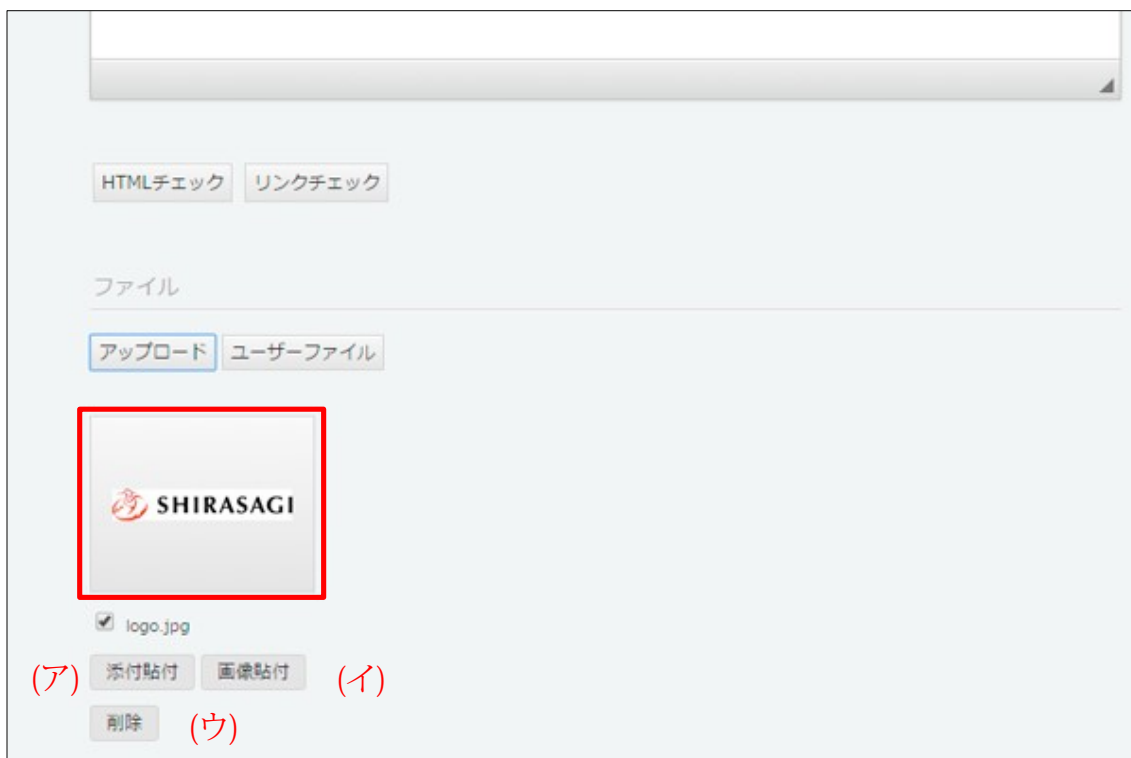 HTMLチェック リンクチェック
ファイル
アップロード ユーザーファイル
SHIRASAGI
logo.jpg
(ア) 添付貼付 画像貼付 (イ)
削除 (ウ)